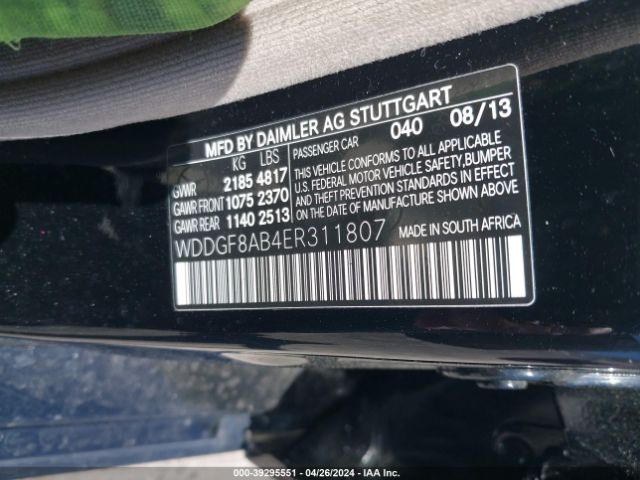 MFD BY DAIMLER AG STUTTGART
KG LBS
GVWR 2185 4817
GAWR FRONT 1075 2370
GAWR REAR 1140 2513
PASSENGER CAR 040 08/13
THIS VEHICLE CONFORMS TO ALL APPLICABLE
U.S. FEDERAL MOTOR VEHICLE SAFETY, BUMPER
AND THEFT PREVENTION STANDARDS IN EFFECT
ON THE DATE OF MANUFACTURE SHOWN ABOVE
WDDGF8AB4ER311807 MADE IN SOUTH AFRICA
000-39295551 - 04/26/2024 - IAA Inc.